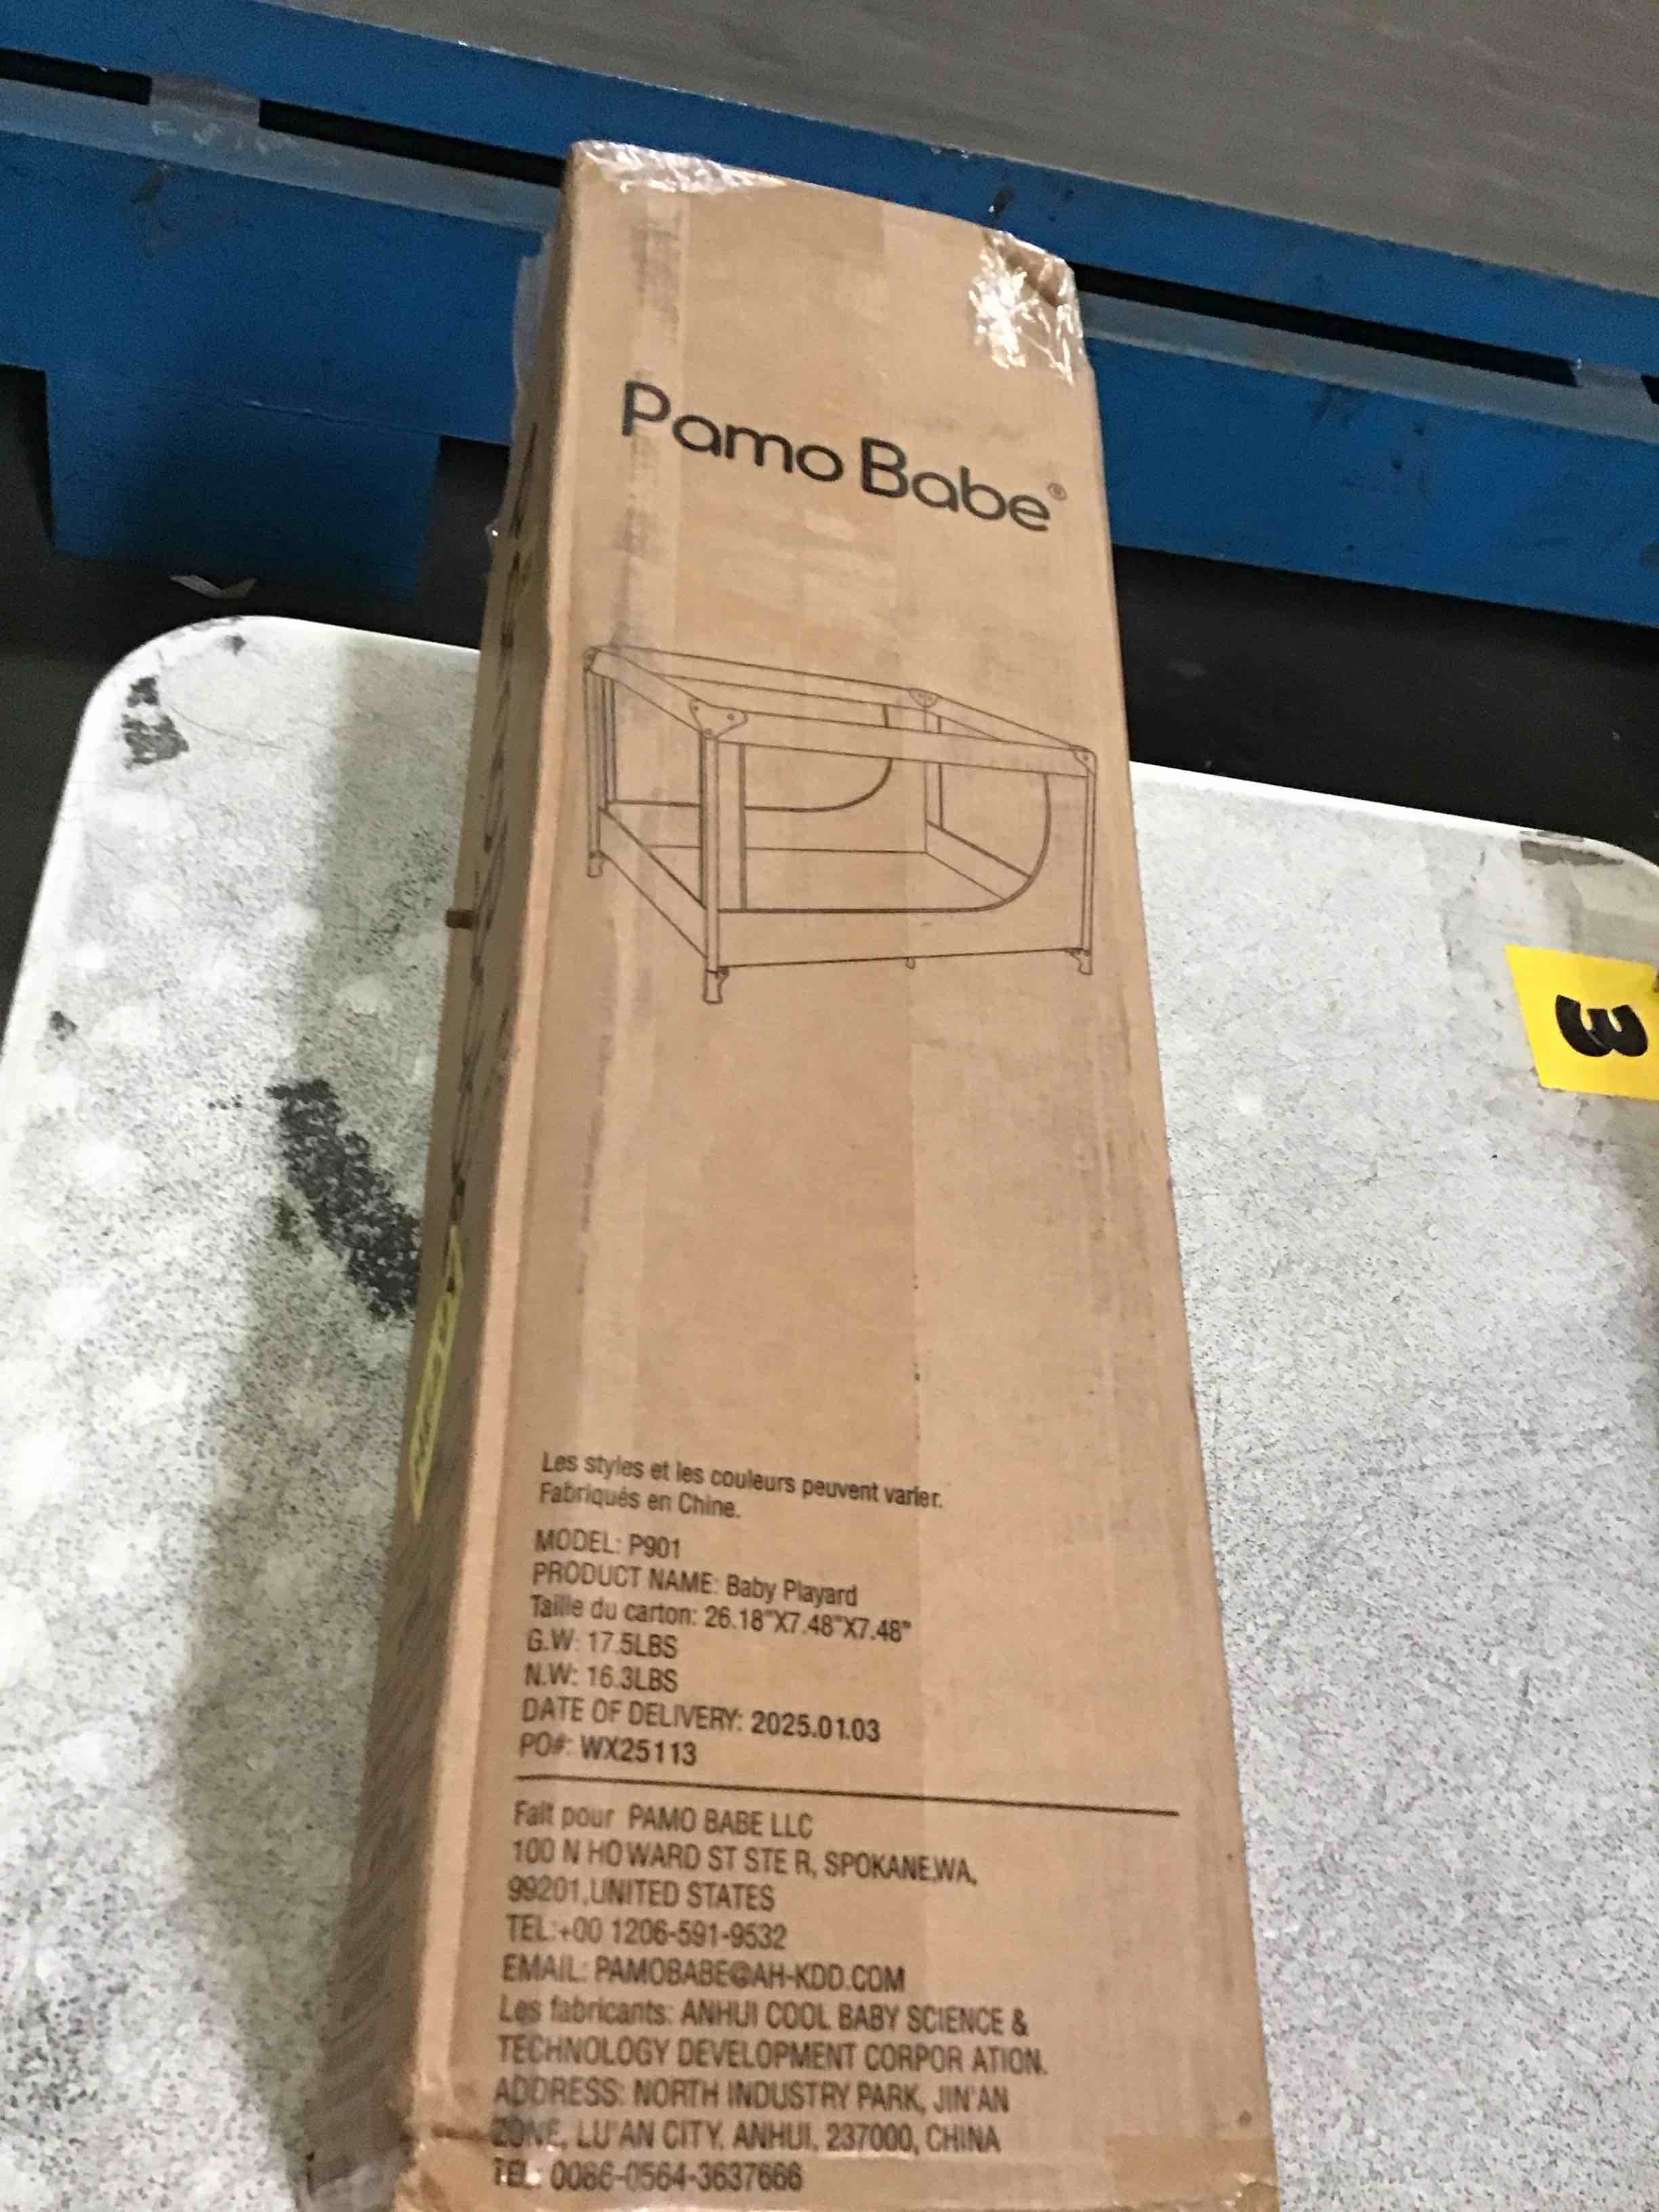 Pamo Babe®
3
Les styles et les couleurs peuvent varier.
Fabriqués en Chine.
MODEL: P901
PRODUCT NAME: Baby Playard
Taille du carton: 26.18"X7.48"X7.48"
G.W: 17.5LBS
N.W: 16.3LBS
DATE OF DELIVERY: 2025.01.03
PO#: WX25113
Fait pour PAMO BABE LLC
100 N HOWARD ST STE R, SPOKANE,WA,
99201,UNITED STATES
TEL:+00 1206-591-9532
EMAIL: PAMOBABE@AH-KDD.COM
Les fabricants: ANHUI COOL BABY SCIENCE &
TECHNOLOGY DEVELOPMENT CORPOR ATION.
ADDRESS: NORTH INDUSTRY PARK, JIN'AN
ZONE, LU'AN CITY. ANHUI, 237000, CHINA
TEL: 0086-0564-3637666